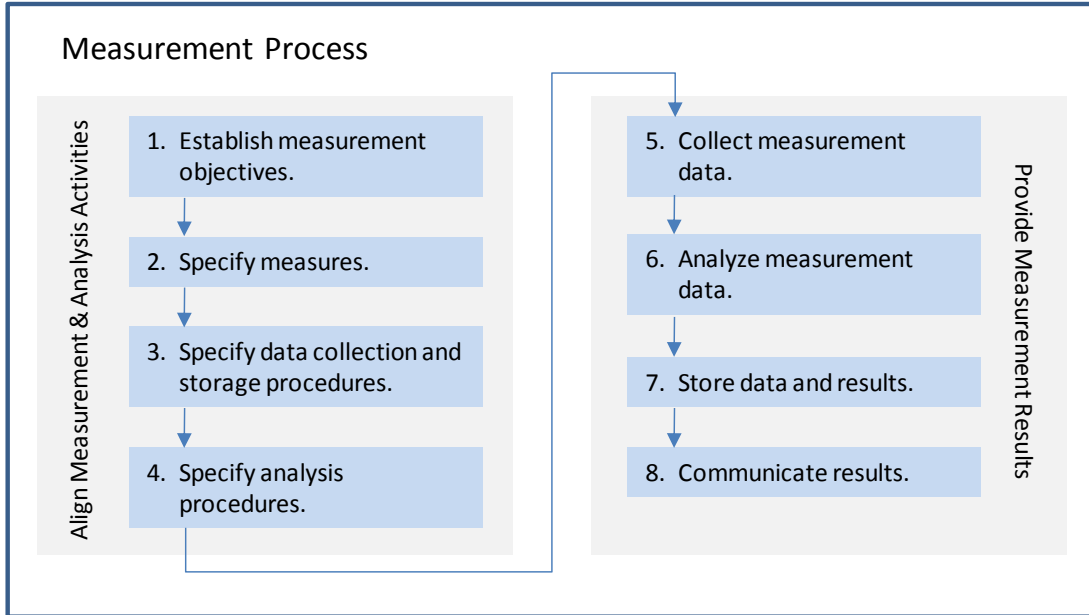 Measurement Process
Align Measurement & Analysis Activities
1. Establish measurement
objectives.
2. Specify measures.
3. Specify data collection and
storage procedures.
4. Specify analysis
procedures.
5. Collect measurement
data.
6. Analyze measurement
data.
7. Store data and results.
8. Communicate results.
Provide Measurement Results